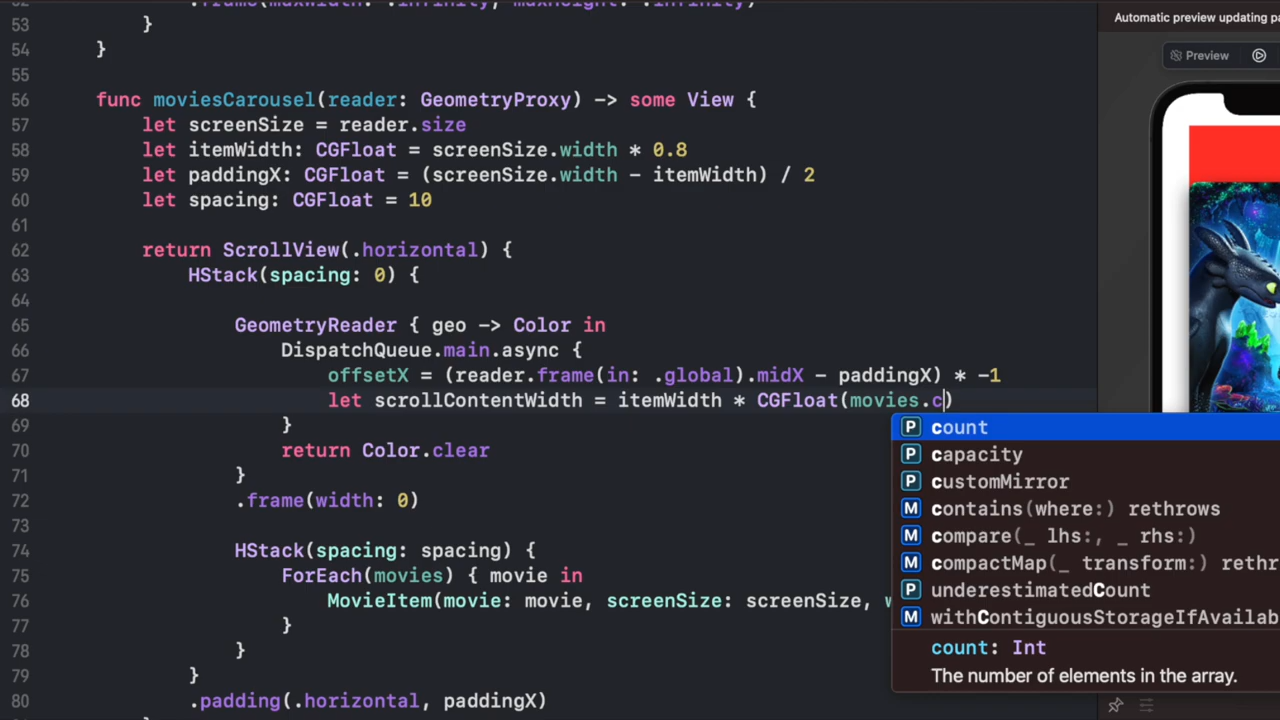 52 .frame(maxWidth: .infinity, maxHeight: .infinity)
53 }
54 }
55
56 func moviesCarousel(reader: GeometryProxy) -> some View {
57 let screenSize = reader.size
58 let itemWidth: CGFloat = screenSize.width * 0.8
59 let paddingX: CGFloat = (screenSize.width - itemWidth) / 2
60 let spacing: CGFloat = 10
61
62 return ScrollView(.horizontal) {
63 HStack(spacing: 0) {
64
65 GeometryReader { geo -> Color in
66 DispatchQueue.main.async {
67 offsetX = (reader.frame(in: .global).midX - paddingX) * -1
68 let scrollContentWidth = itemWidth * CGFloat(movies.c)
69 }
70 return Color.clear
71 }
72 .frame(width: 0)
73
74 HStack(spacing: spacing) {
75 ForEach(movies) { movie in
76 MovieItem(movie: movie, screenSize: screenSize, w
77 }
78 }
79 }
80 .padding(.horizontal, paddingX)
P count
P capacity
P customMirror
M contains(where:) rethrows
M compare(_ lhs:, _ rhs:)
M compactMap(_ transform:) rethr
P underestimatedCount
M withContiguousStorageIfAvailab
count: Int
The number of elements in the array.
Automatic preview updating pa
Preview